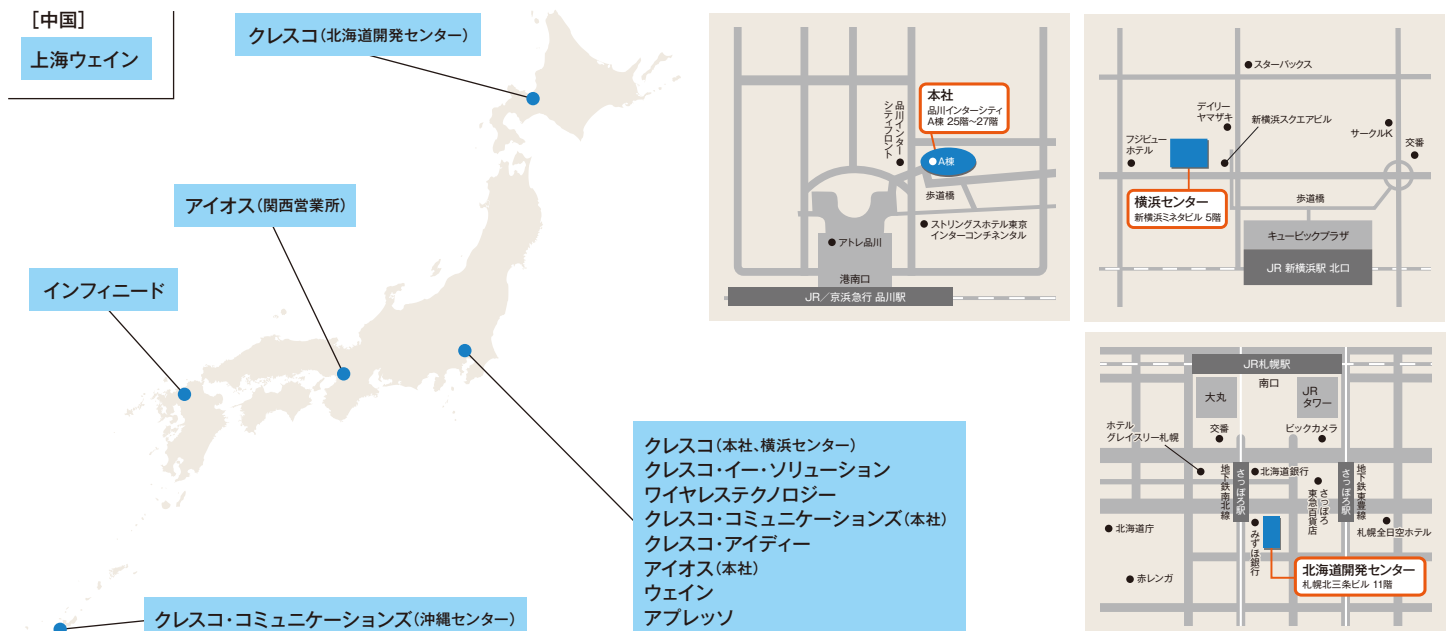 ［中国］
上海ウェイン
クレスコ（北海道開発センター）
アイオス（関西営業所）
インフィニード
クレスコ（本社、横浜センター）
クレスコ・イー・ソリューション
ワイヤレステクノロジー
クレスコ・コミュニケーションズ（本社）
クレスコ・アイディー
アイオス（本社）
ウェイン
アプレッソ
クレスコ・コミュニケーションズ（沖縄センター）
本社
品川インターシティ
A棟 25階〜27階
品川インター
シティフロント
A棟
歩道橋
ストリングスホテル東京
インターコンチネンタル
アトレ品川
港南口
JR／京浜急行 品川駅
スターバックス
デイリー
ヤマザキ
新横浜スクエアビル
サークルK
交番
フジビュー
ホテル
横浜センター
新横浜ミネタビル 5階
歩道橋
キュービックプラザ
JR 新横浜駅 北口
JR札幌駅
南口
大丸
JR
タワー
交番
ビックカメラ
ホテル
グレイスリー札幌
地下鉄南北線
さっぽろ駅
北海道銀行
さっぽろ
東急百貨店
さっぽろ駅
地下鉄東豊線
北海道庁
みずほ銀行
札幌全日空ホテル
赤レンガ
北海道開発センター
札幌北三条ビル 11階